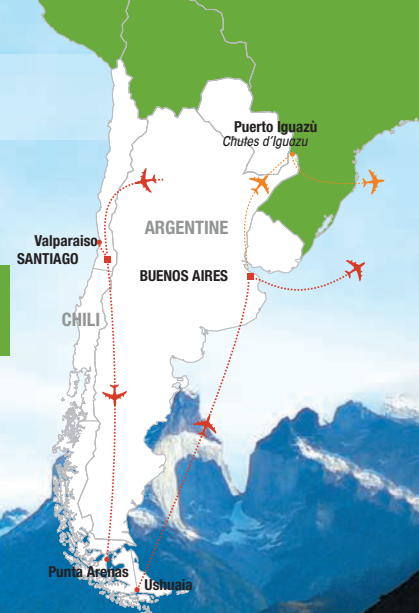 Puerto Iguazù
Chutes d'Iguazu
ARGENTINE
Valparaiso
SANTIAGO
BUENOS AIRES
CHILI
Punta Arenas
Ushuaia